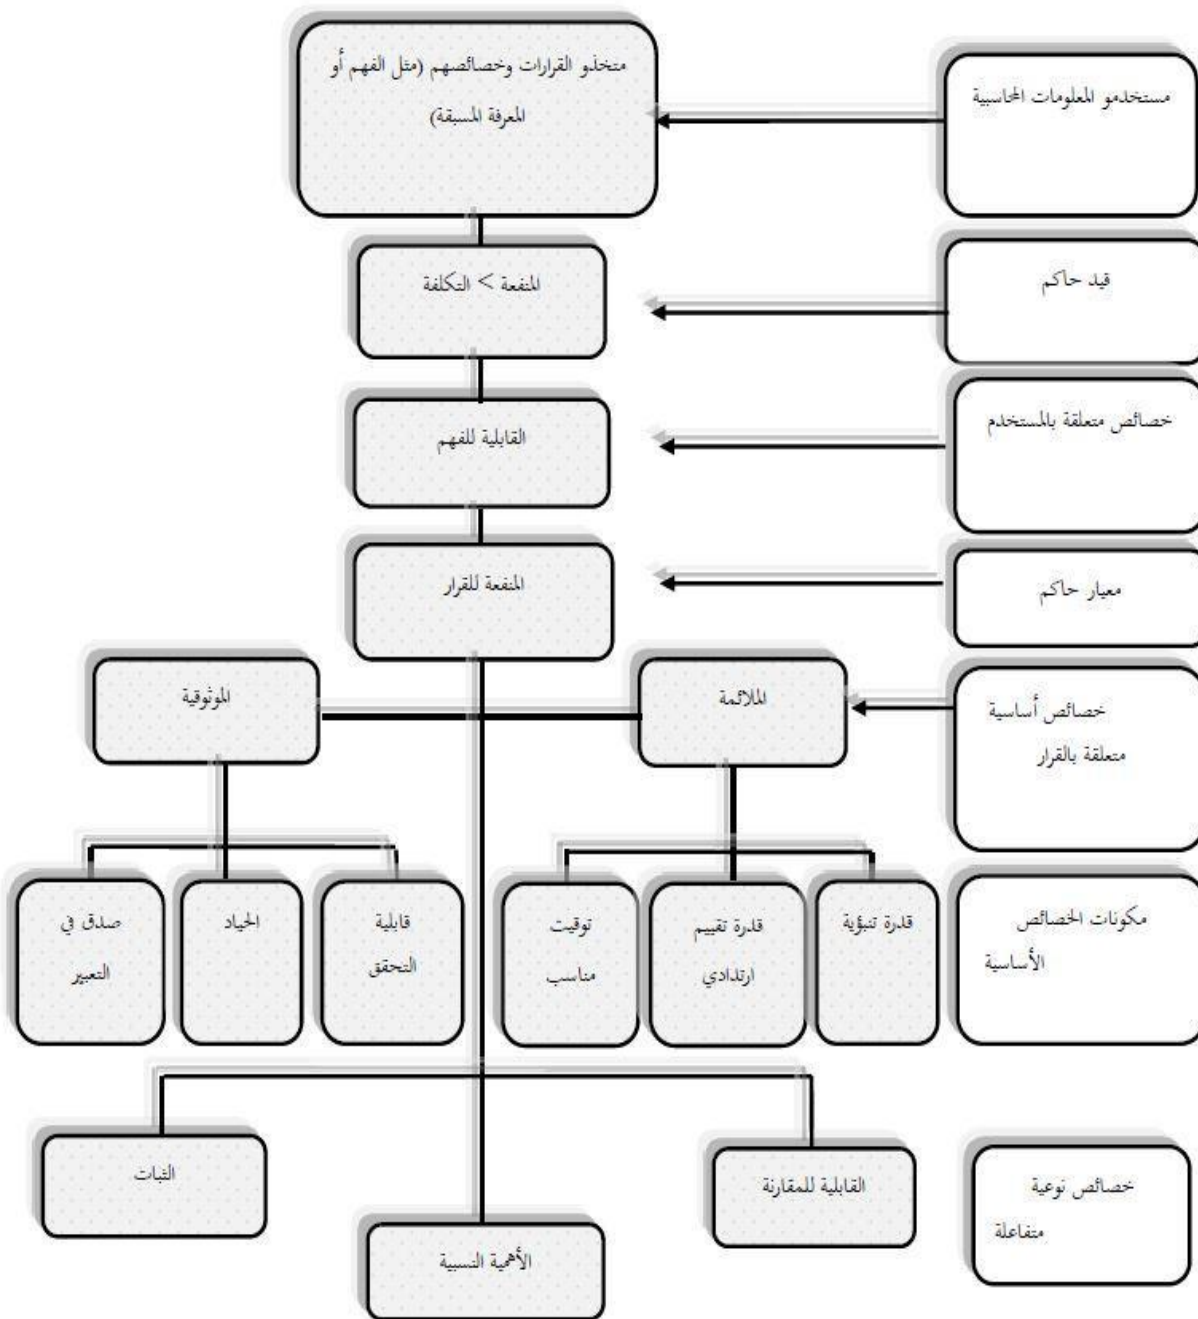 مستخدمو المعلومات المحاسبية
متخذو القرارات وخصائصهم (مثل الفهم أو
المعرفة المسبقة)
قيد حاكم
المنفعة > التكلفة
خصائص متعلقة بالمستخدم
القابلية للفهم
معيار حاكم
المنفعة للقرار
خصائص أساسية
متعلقة بالقرار
الملائمة
الموثوقية
مكونات الخصائص
الأساسية
قدرة تنبؤية
قدرة تقييم
ارتدادي
توقيت
مناسب
قابلية
التحقق
الحياد
صدق في
التعبير
خصائص نوعية
متفاعلة
القابلية للمقارنة
الثبات
الأهمية النسبية